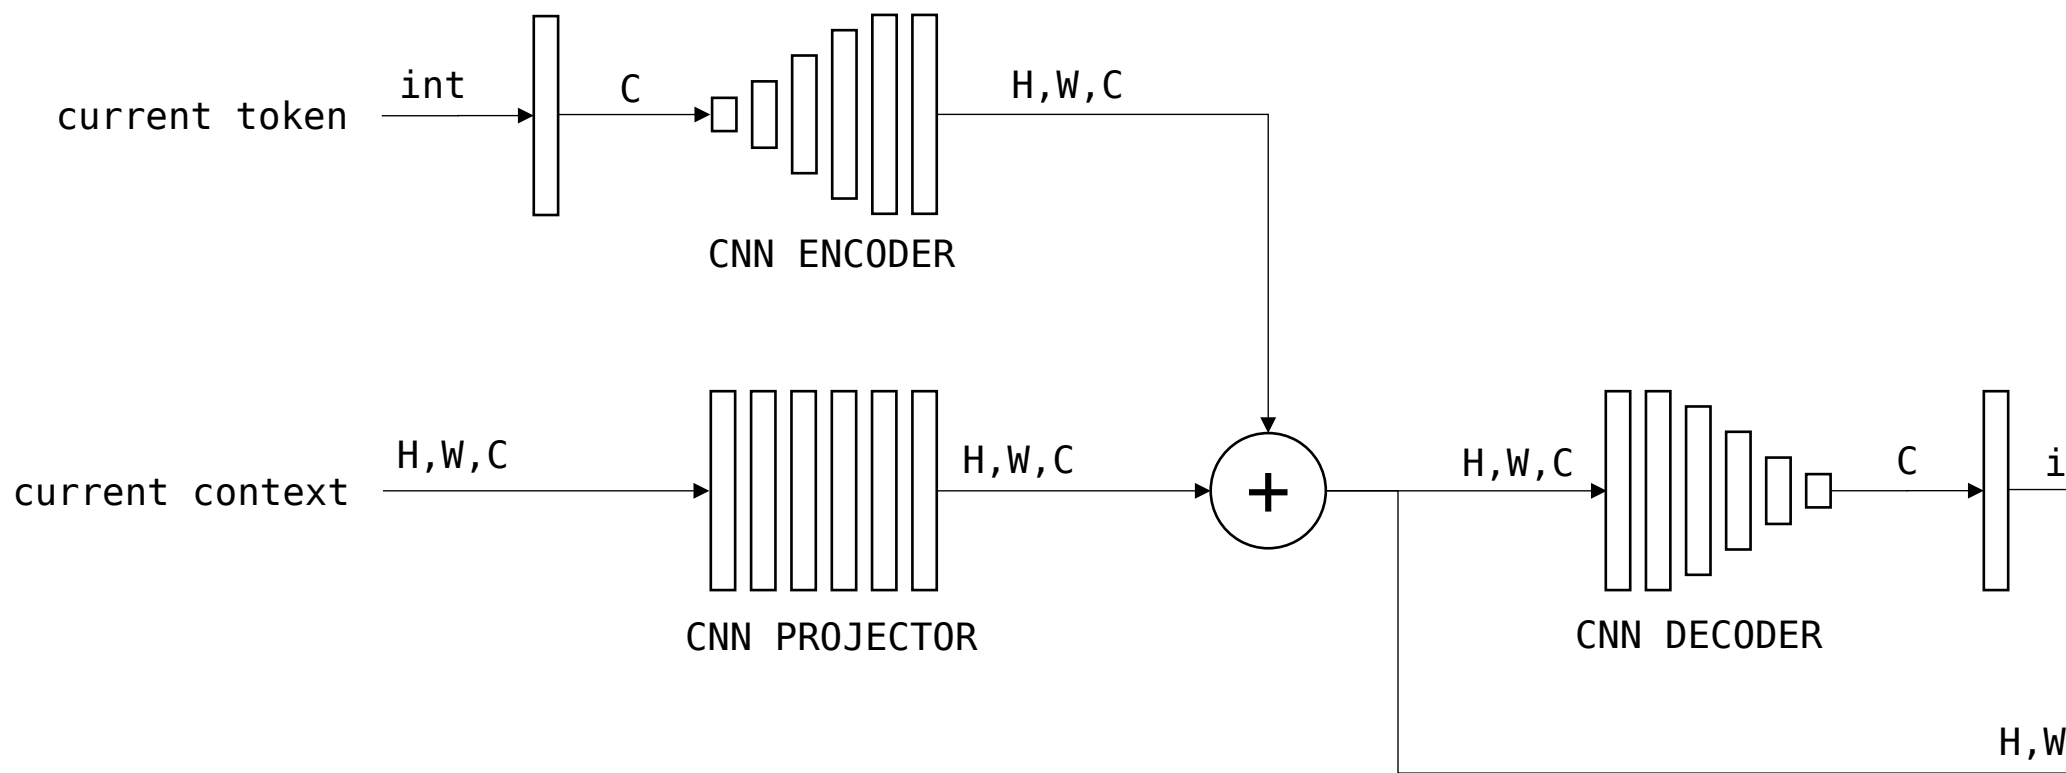 int
C
H,W,C
current token
CNN ENCODER
H,W,C
H,W,C
H,W,C
C
current context
+
CNN PROJECTOR
CNN DECODER